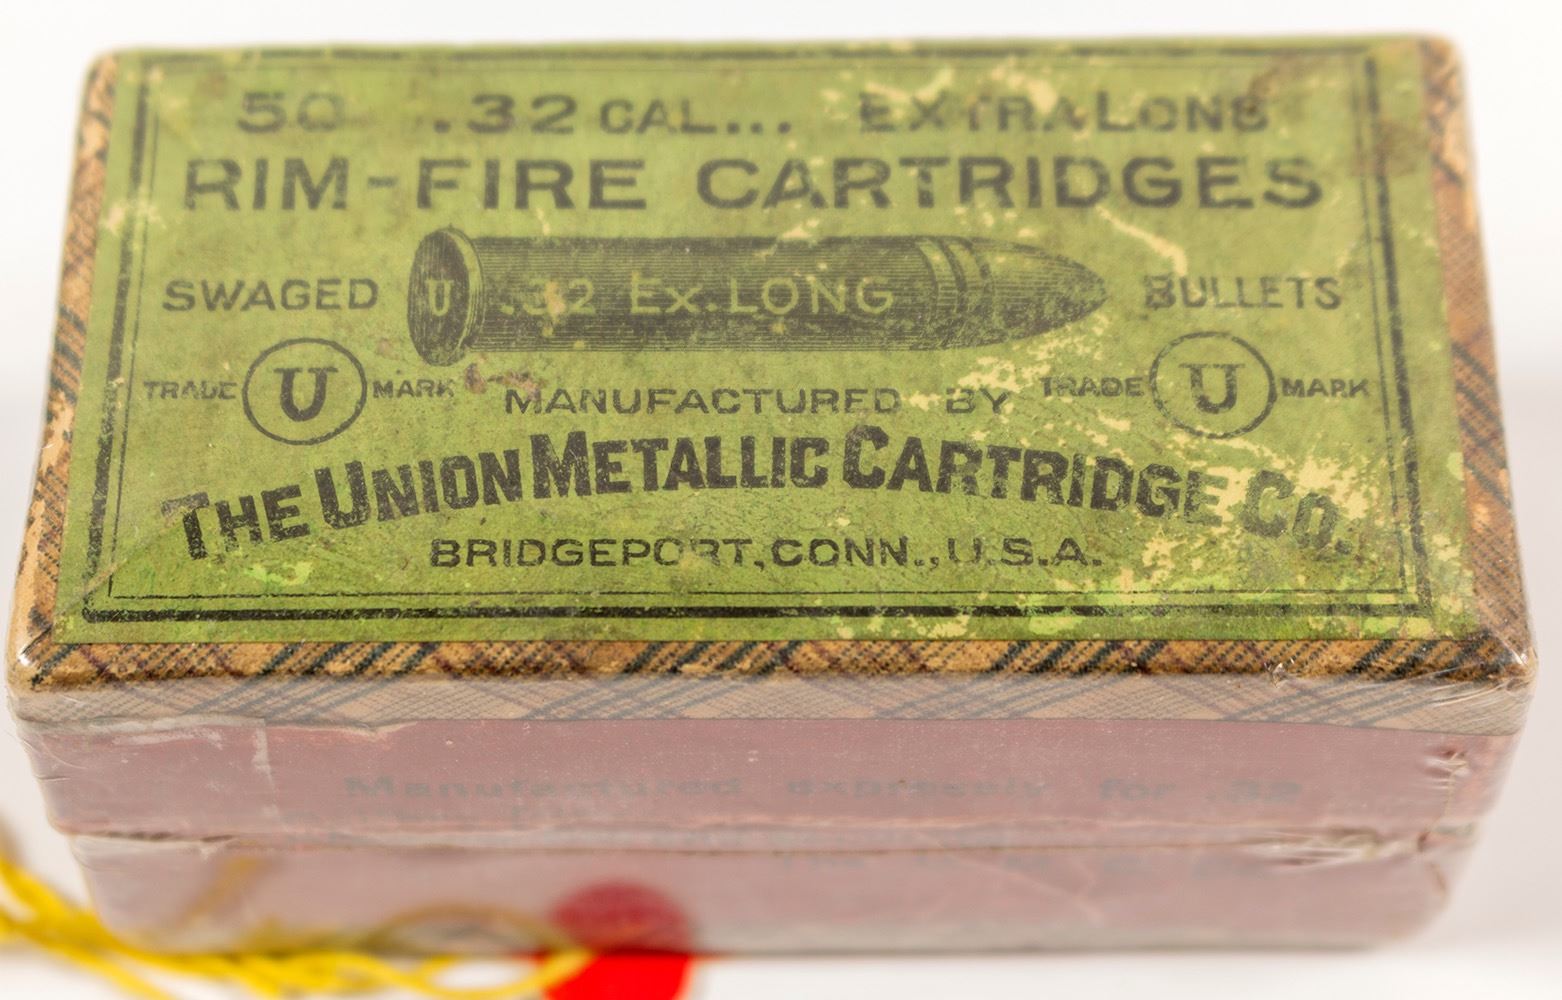 50 .32 CAL... EXTRA LONG
RIM-FIRE CARTRIDGES
SWAGED U .32 EX. LONG BULLETS
TRADE U MARK TRADE U MARK
MANUFACTURED BY
THE UNION METALLIC CARTRIDGE CO.
BRIDGEPORT, CONN., U.S.A.
Manufactured expressly for .32